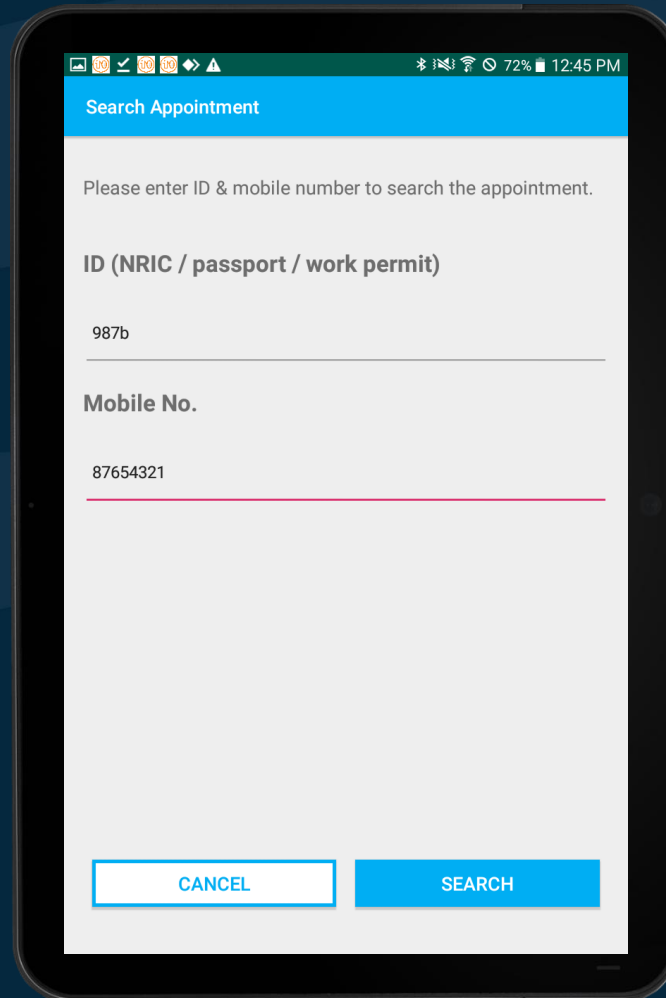 72% 12:45 PM
Search Appointment
Please enter ID & mobile number to search the appointment.
ID (NRIC / passport / work permit)
987b
Mobile No.
87654321
CANCEL SEARCH